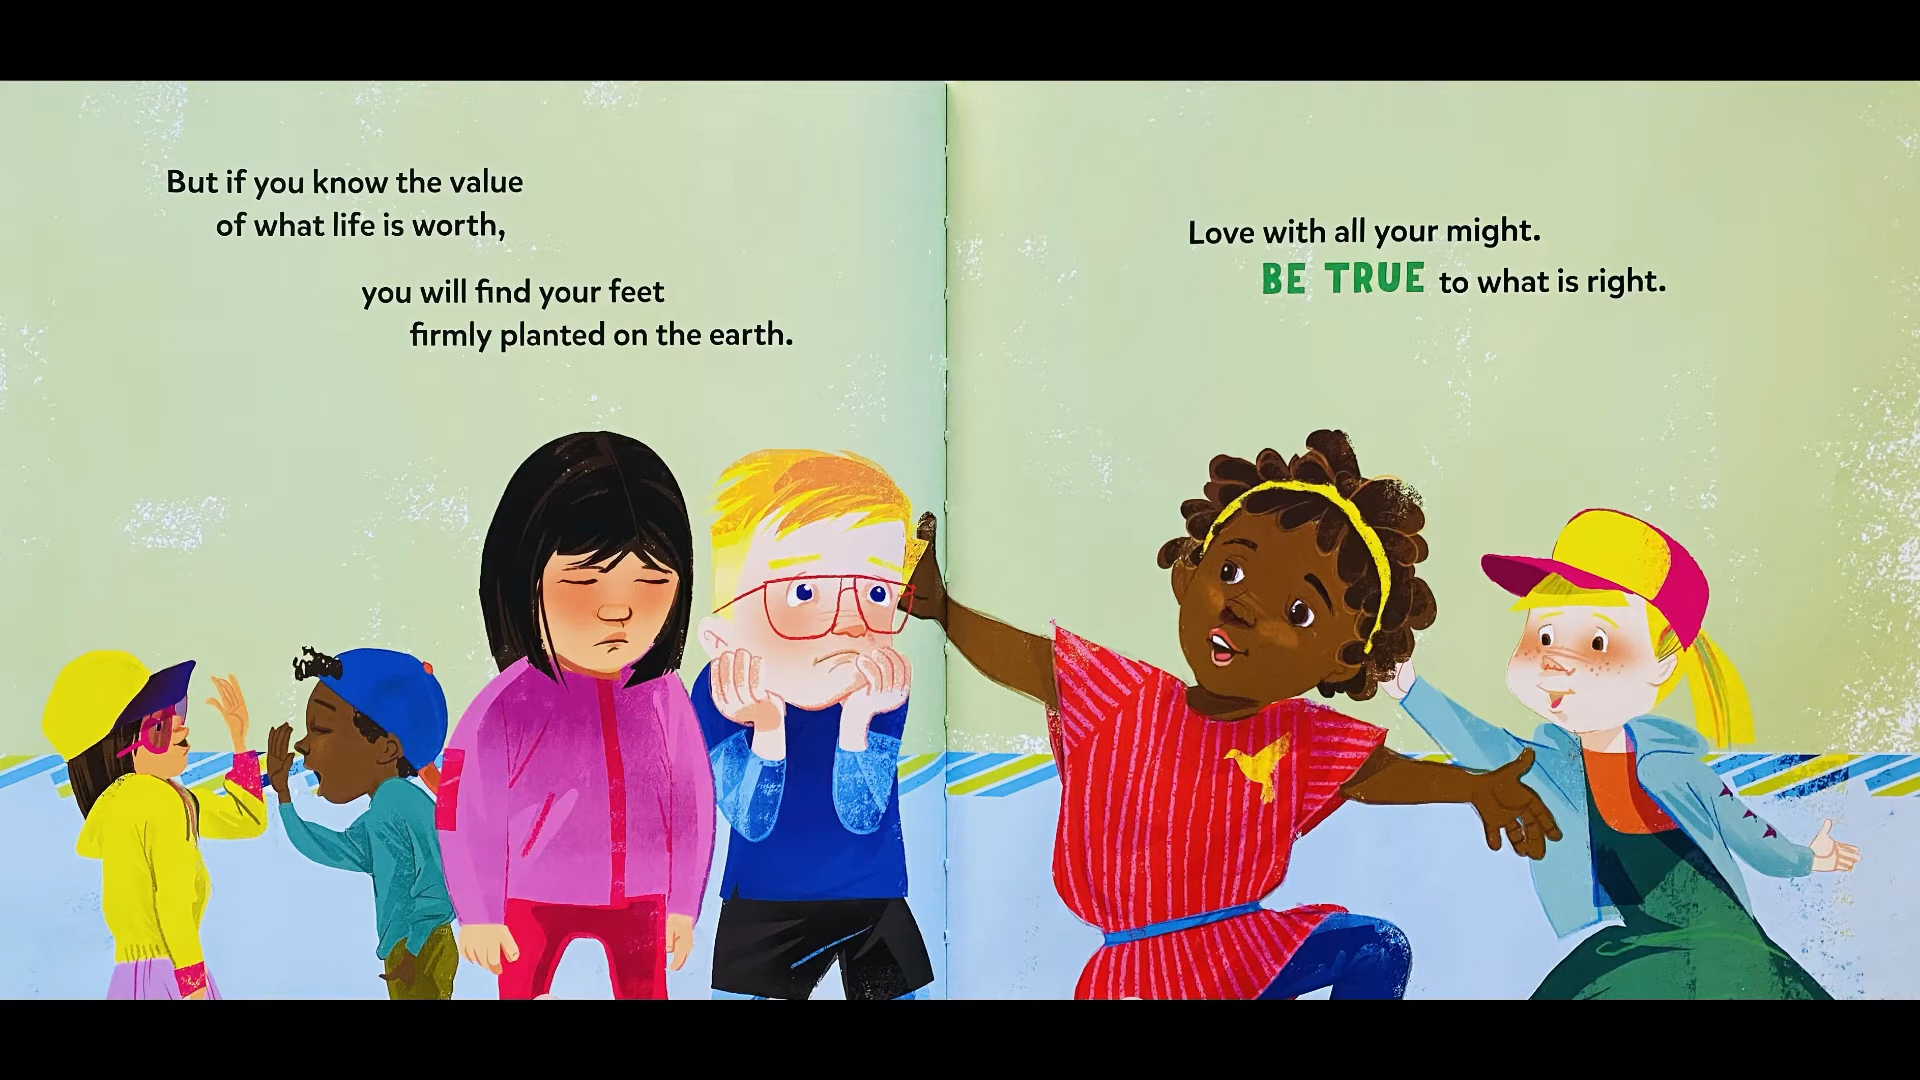 But if you know the value
of what life is worth,
you will find your feet
firmly planted on the earth.
Love with all your might.
BE TRUE to what is right.